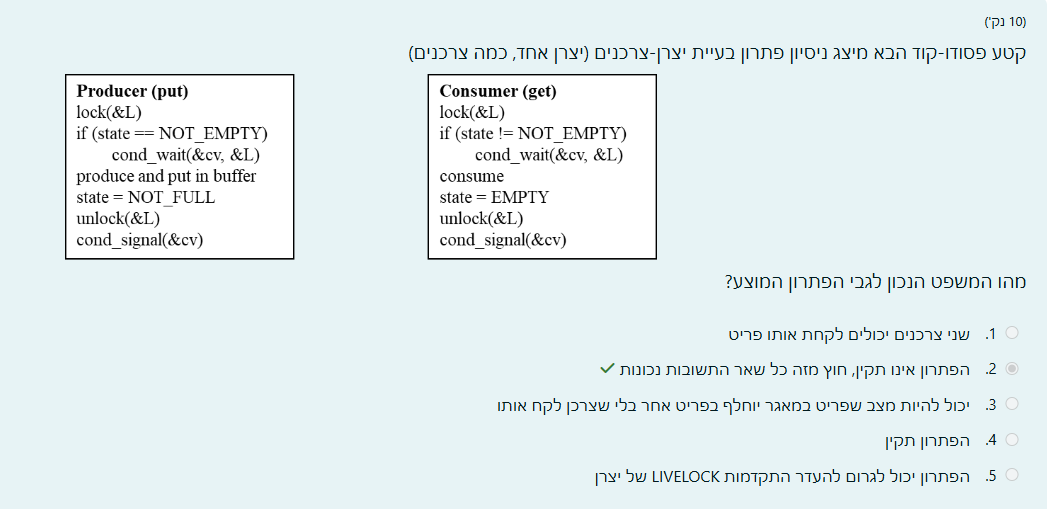 (10 נק')
קטע פסודו-קוד הבא מיצג ניסיון פתרון בעיית יצרן-צרכנים (יצרן אחד, כמה צרכנים)
Producer (put)
lock(&L)
if (state == NOT_EMPTY)
cond_wait(&cv, &L)
produce and put in buffer
state = NOT_FULL
unlock(&L)
cond_signal(&cv)
Consumer (get)
lock(&L)
if (state != NOT_EMPTY)
cond_wait(&cv, &L)
consume
state = EMPTY
unlock(&L)
cond_signal(&cv)
מהו המשפט הנכון לגבי הפתרון המוצע?
1. שני צרכנים יכולים לקחת אותו פריט
2. הפתרון אינו תקין, חוץ מזה כל שאר התשובות נכונות ✓
3. יכול להיות מצב שפריט במאגר יוחלף בפריט אחר בלי שצרכן לקח אותו
4. הפתרון תקין
5. הפתרון יכול לגרום להעדר התקדמות LIVELOCK של יצרן